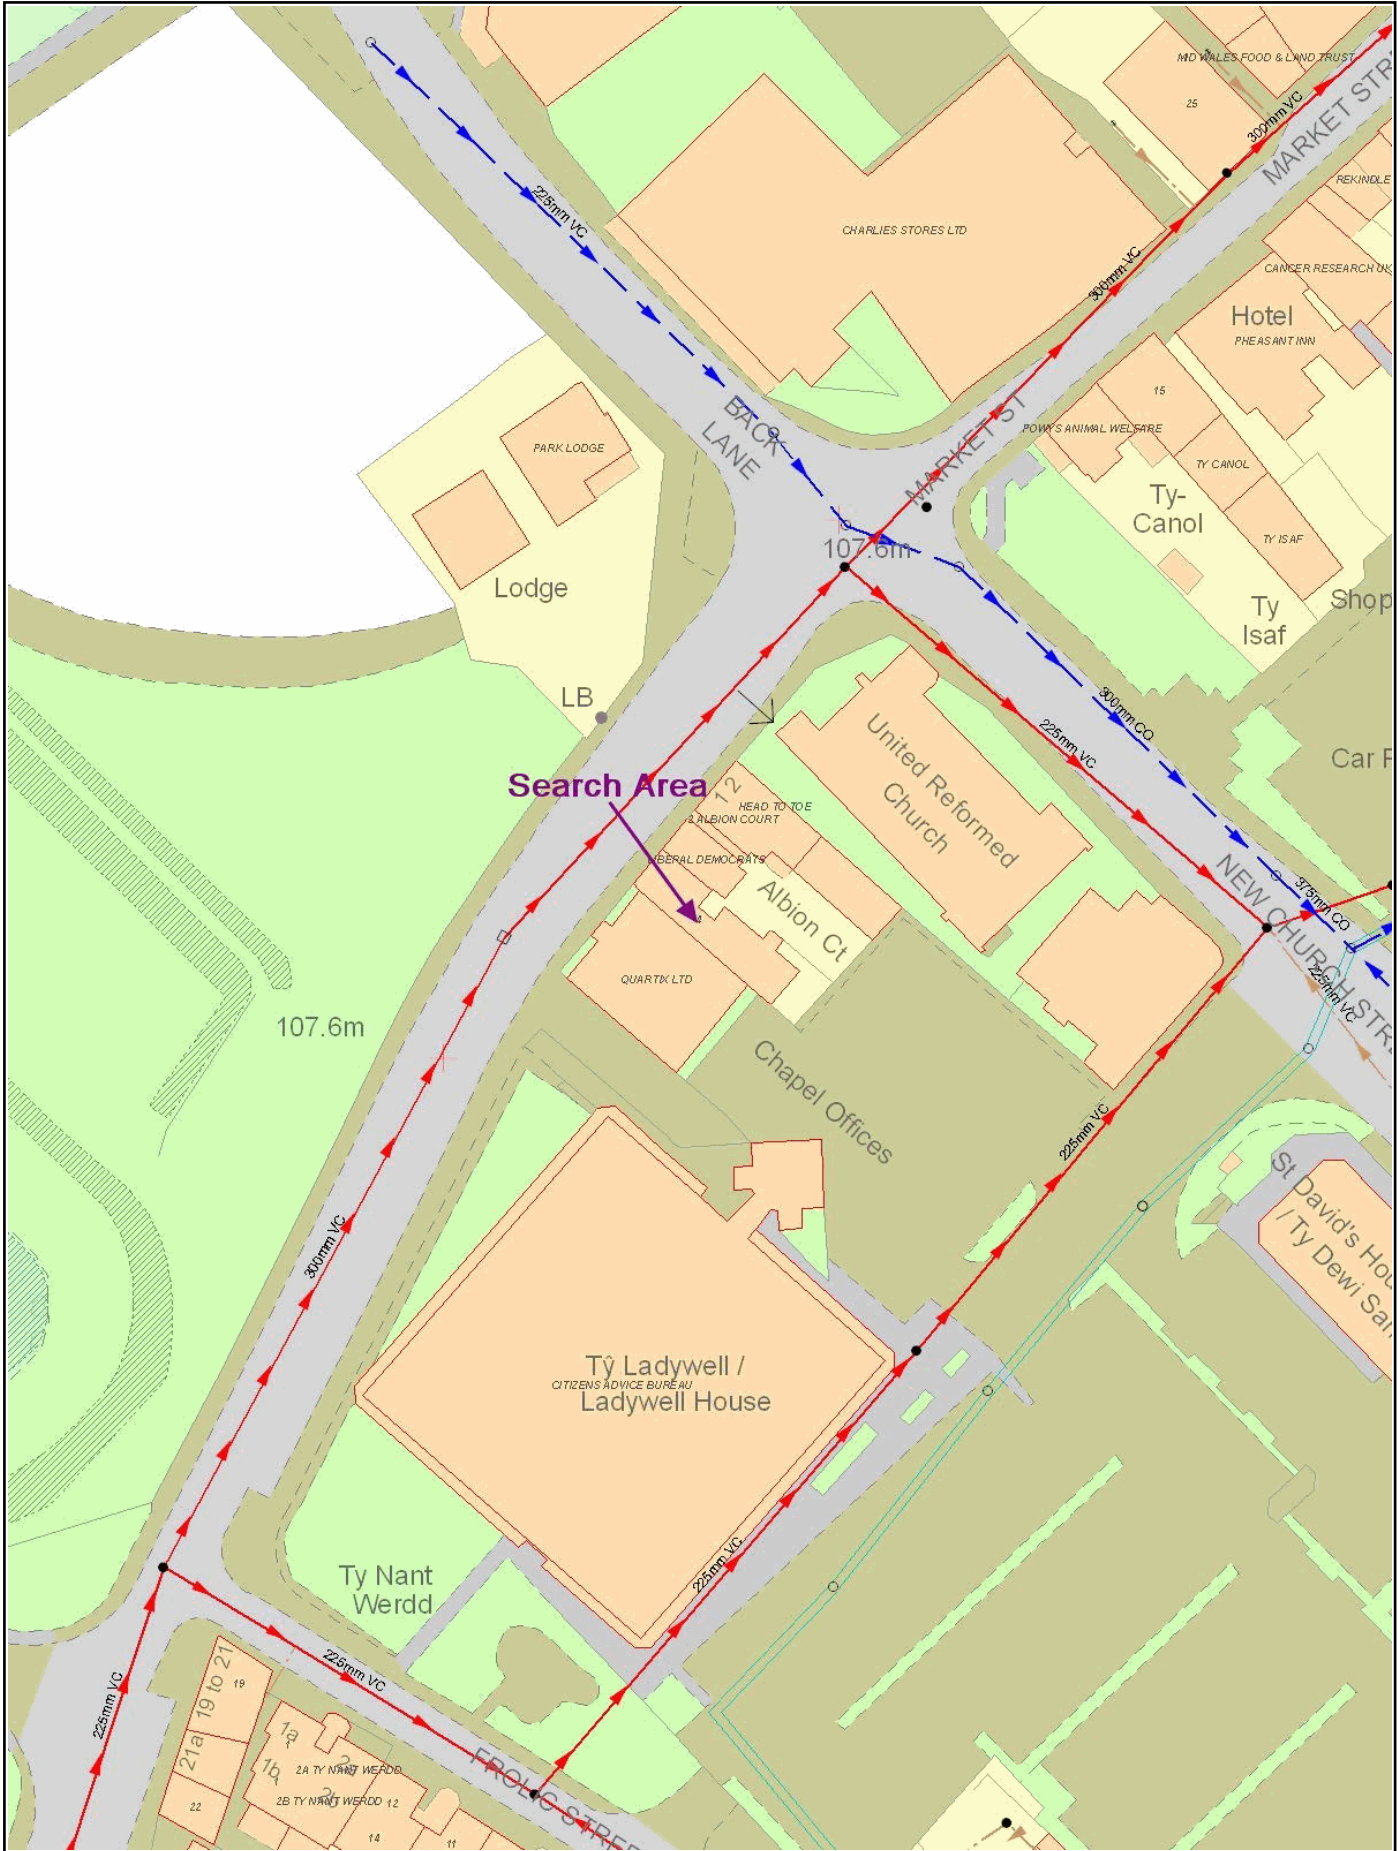 MID WALES FOOD & LAND TRUST
25
300mm VC
MARKET STR
REKINDLE
225mm VC
CHARLIES STORES LTD
300mm VC
CANCER RESEARCH UK
Hotel
PHEASANT INN
15
BACK
LANE
MARKET ST
POWYS ANIMAL WELFARE
PARK LODGE
TY CANOL
Ty-
Canol
TY ISAF
107.6m
Lodge
Ty
Isaf
Shop
LB
300mm CO
225mm VC
United Reformed
Church
Car P
Search Area
1 2
HEAD TO TOE
2 ALBION COURT
LIBERAL DEMOCRATS
Albion Ct
NEW CHURCH STRE
375mm CO
QUARTIX LTD
225mm VC
107.6m
Chapel Offices
225mm VC
St David's Hou
/ Ty Dewi San
300mm VC
Tŷ Ladywell /
CITIZENS ADVICE BUREAU
Ladywell House
225mm VC
Ty Nant
Werdd
225mm VC
225mm VC
19 to 21
19
21a
1a
1b
2A TY NANT WERDD
2B TY NANT WERDD
12
22
14
11
FROLIC STREE